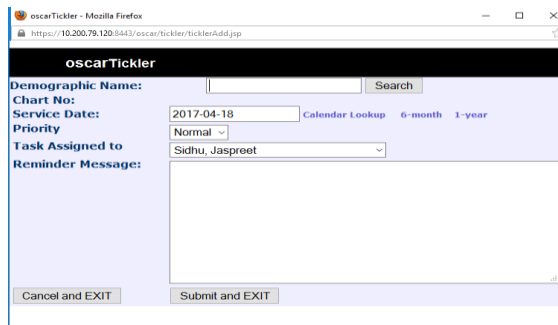 oscarTickler - Mozilla Firefox
https://10.200.79.120:8443/oscar/tickler/ticklerAdd.jsp
oscarTickler
Demographic Name: Search
Chart No:
Service Date: 2017-04-18 Calendar Lookup 6-month 1-year
Priority Normal
Task Assigned to Sidhu, Jaspreet
Reminder Message:
Cancel and EXIT Submit and EXIT